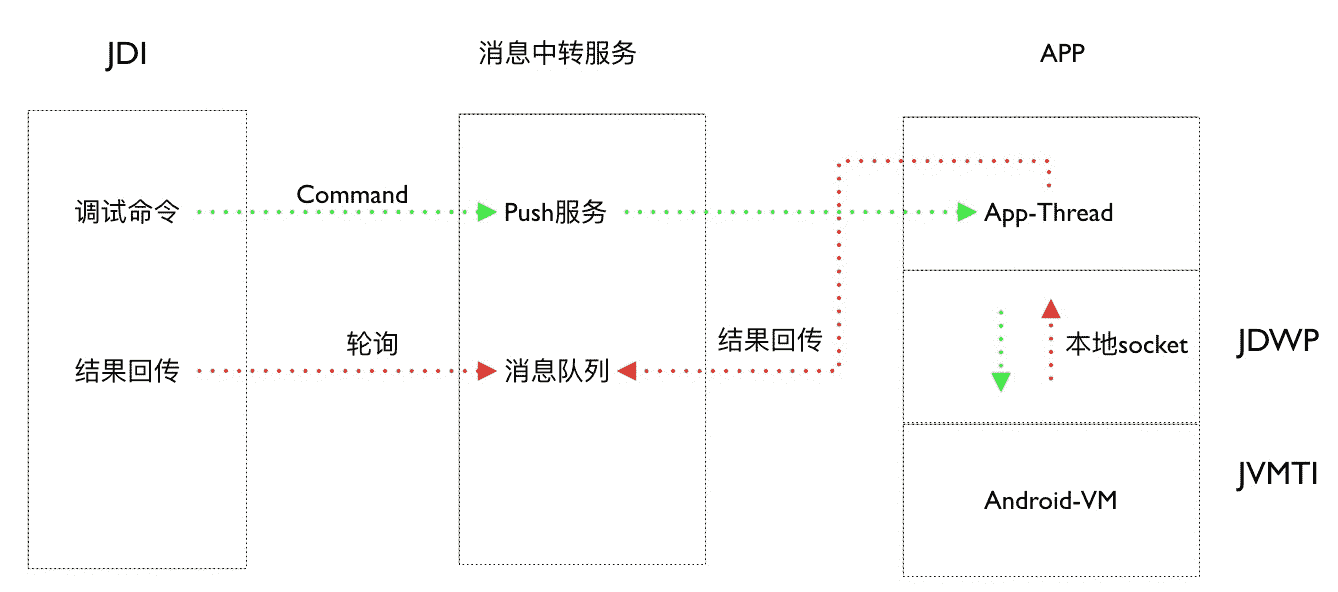 JDI
消息中转服务
APP
调试命令
Command
Push服务
App-Thread
结果回传
轮询
消息队列
结果回传
本地socket
JDWP
Android-VM
JVMTI